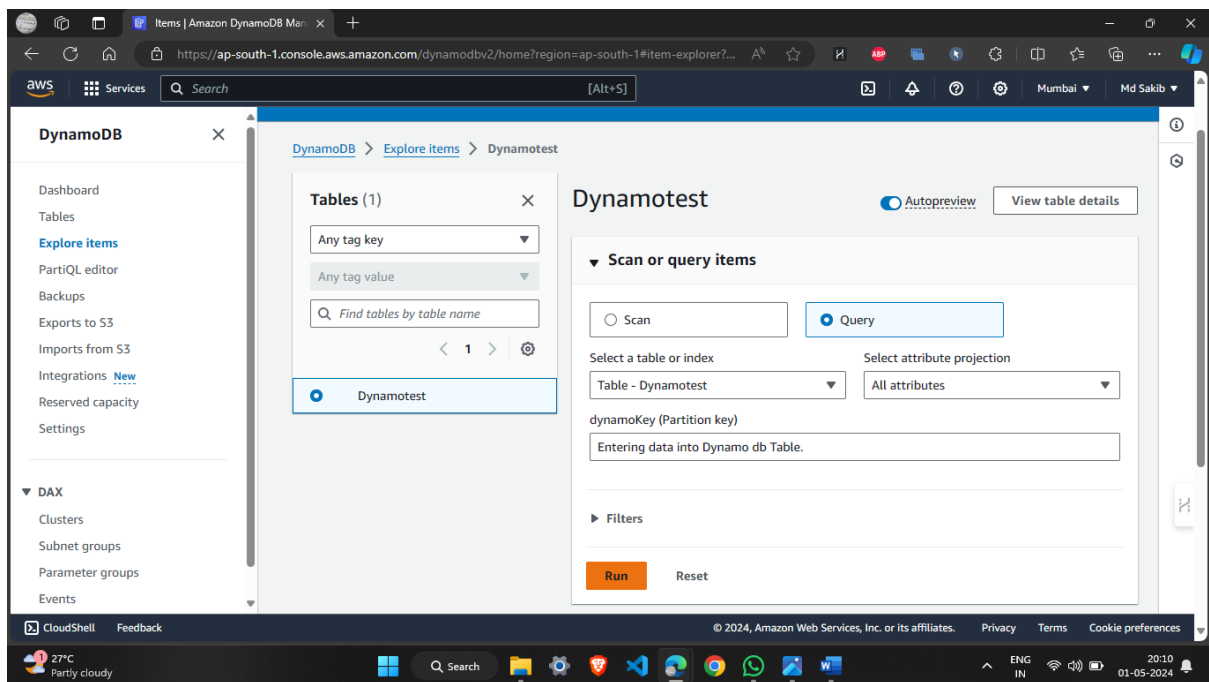 Items | Amazon DynamoDB Man
https://ap-south-1.console.aws.amazon.com/dynamodbv2/home?region=ap-south-1#item-explorer?...
ABP
aws
Services
Search
[Alt+S]
Mumbai
Md Sakib
DynamoDB
Dashboard
Tables
Explore items
PartiQL editor
Backups
Exports to S3
Imports from S3
Integrations New
Reserved capacity
Settings
DAX
Clusters
Subnet groups
Parameter groups
Events
DynamoDB > Explore items > Dynamotest
Tables (1)
Any tag key
Any tag value
Find tables by table name
1
Dynamotest
Dynamotest
Autopreview
View table details
Scan or query items
Scan
Query
Select a table or index
Select attribute projection
Table - Dynamotest
All attributes
dynamoKey (Partition key)
Entering data into Dynamo db Table.
Filters
Run
Reset
CloudShell
Feedback
© 2024, Amazon Web Services, Inc. or its affiliates.
Privacy
Terms
Cookie preferences
1
27°C
Partly cloudy
Search
ENG
IN
20:10
01-05-2024